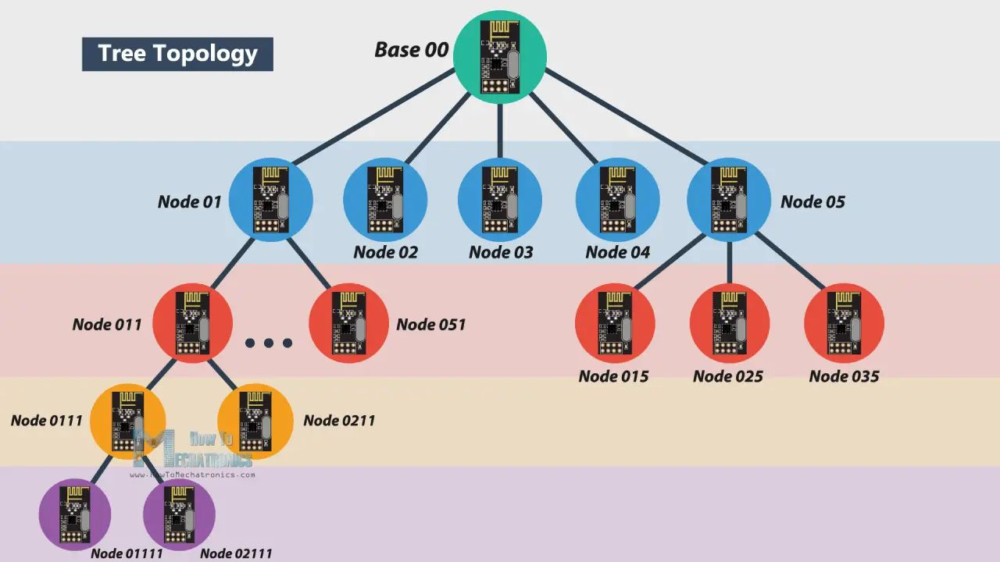 Tree Topology
Base 00
Node 01
Node 05
Node 02
Node 03
Node 04
Node 011
Node 051
Node 015
Node 025
Node 035
Node 0111
Node 0211
How To
MECHATRONICS
www.HowToMechatronics.com
Node 01111
Node 02111